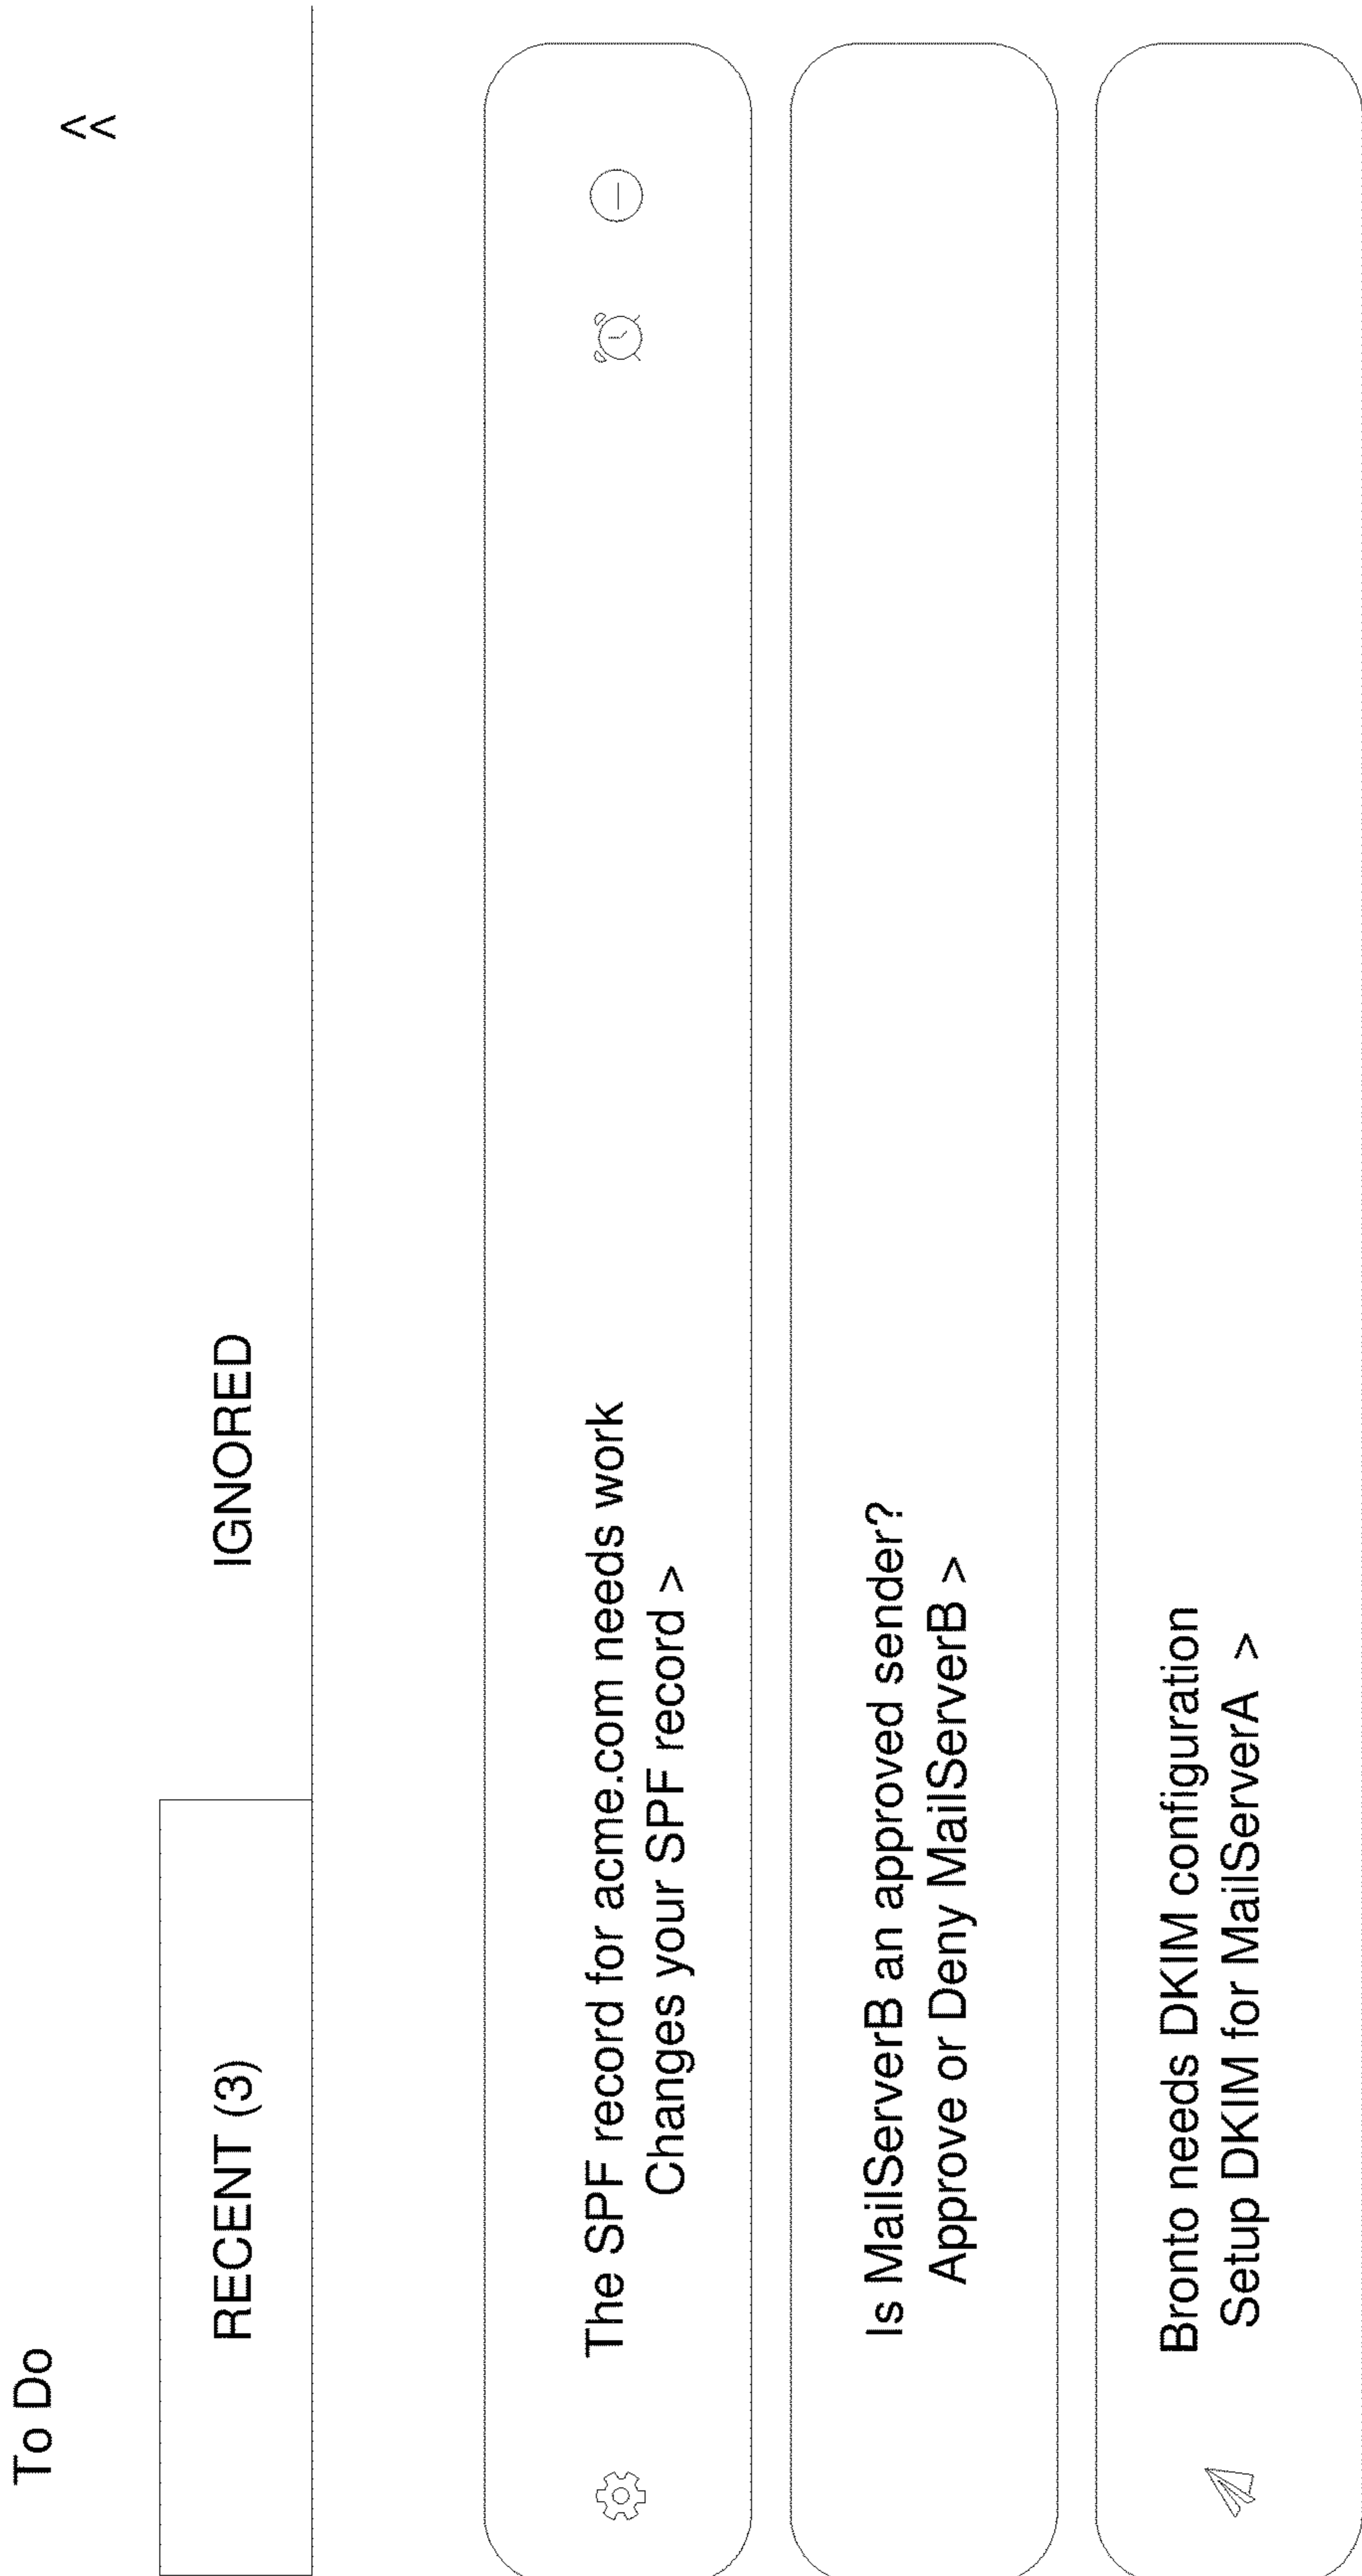 To Do
<<
RECENT (3)
IGNORED
The SPF record for acme.com needs work
Changes your SPF record >
Is MailServerB an approved sender?
Approve or Deny MailServerB >
Bronto needs DKIM configuration
Setup DKIM for MailServerA >